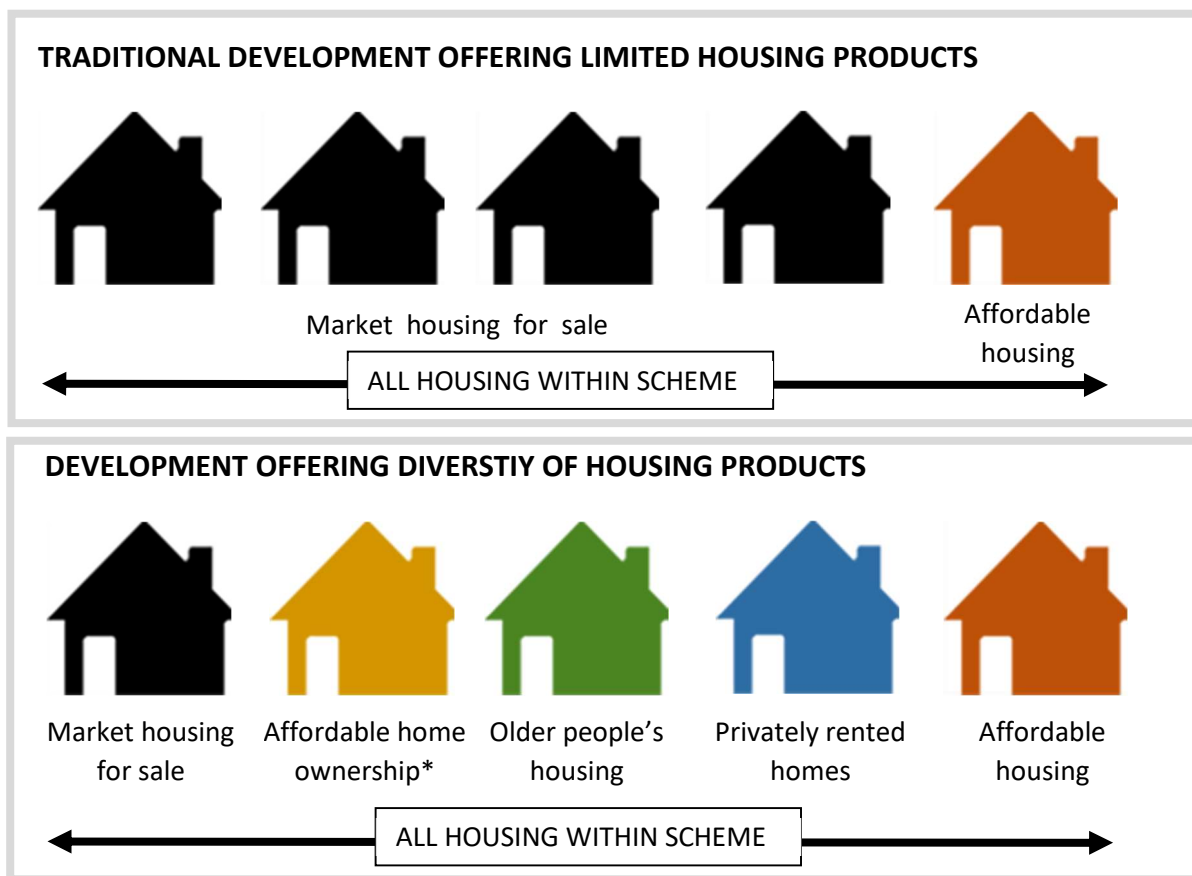 TRADITIONAL DEVELOPMENT OFFERING LIMITED HOUSING PRODUCTS
Market housing for sale
Affordable
housing
ALL HOUSING WITHIN SCHEME
DEVELOPMENT OFFERING DIVERSTIY OF HOUSING PRODUCTS
Market housing
for sale
Affordable home
ownership*
Older people’s
housing
Privately rented
homes
Affordable
housing
ALL HOUSING WITHIN SCHEME